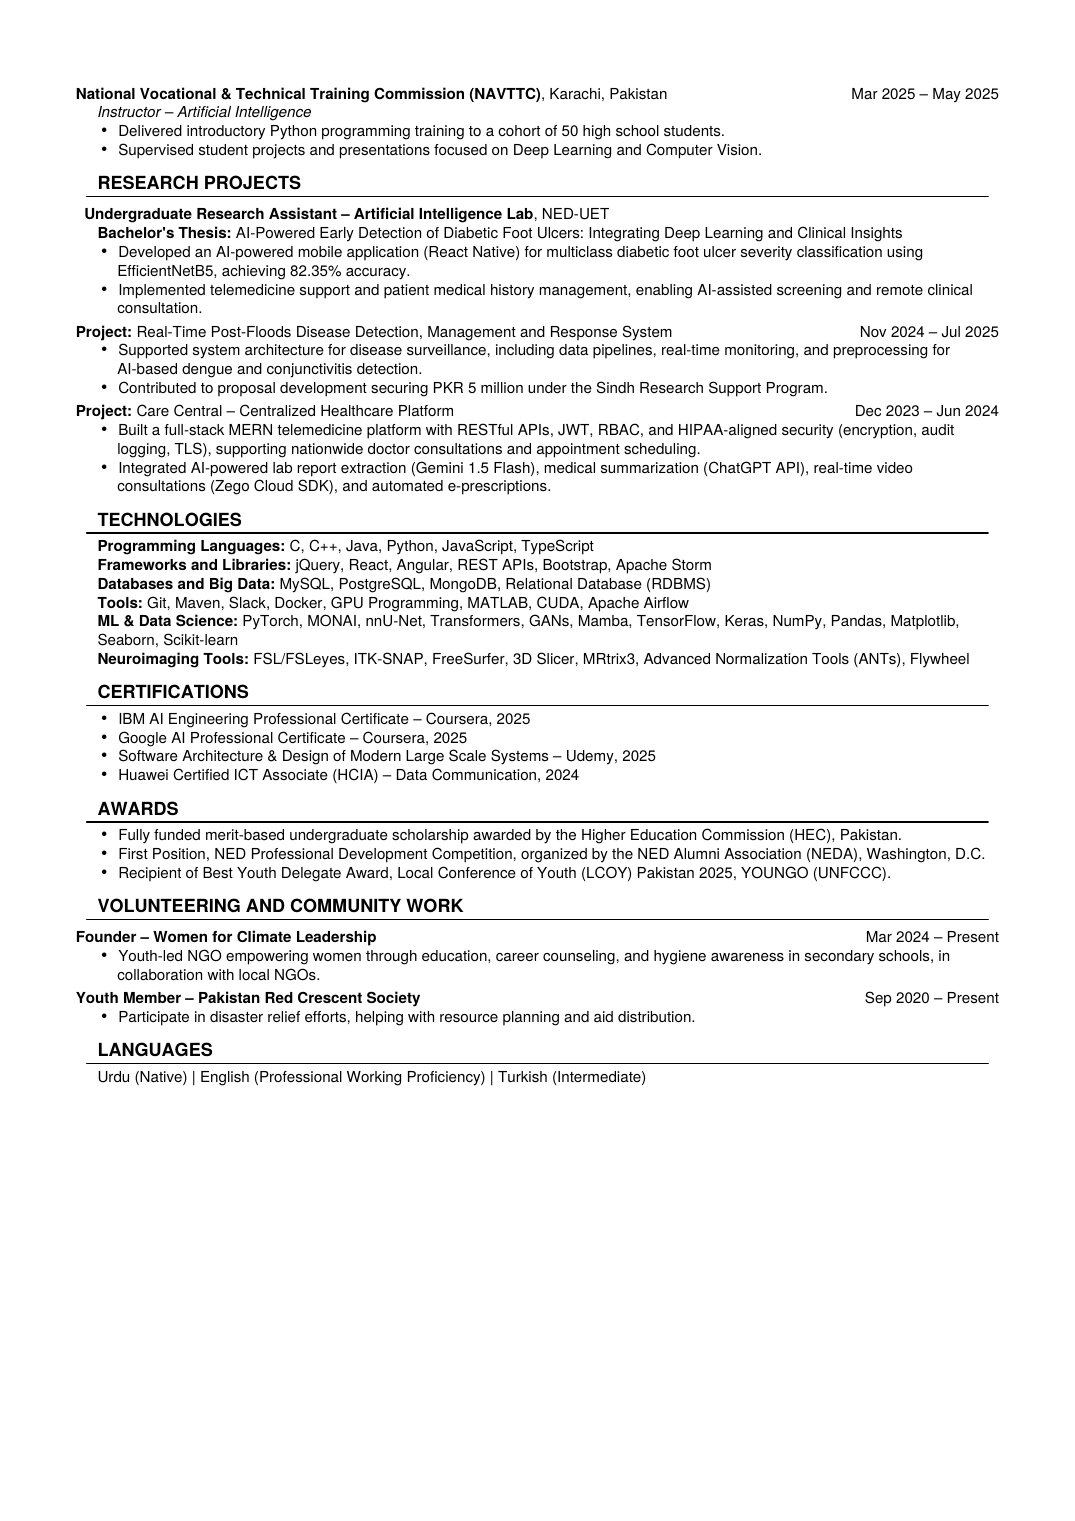 National Vocational & Technical Training Commission (NAVTTC), Karachi, Pakistan Mar 2025 – May 2025
Instructor – Artificial Intelligence
• Delivered introductory Python programming training to a cohort of 50 high school students.
• Supervised student projects and presentations focused on Deep Learning and Computer Vision.
RESEARCH PROJECTS
Undergraduate Research Assistant – Artificial Intelligence Lab, NED-UET
Bachelor's Thesis: AI-Powered Early Detection of Diabetic Foot Ulcers: Integrating Deep Learning and Clinical Insights
• Developed an AI-powered mobile application (React Native) for multiclass diabetic foot ulcer severity classification using
EfficientNetB5, achieving 82.35% accuracy.
• Implemented telemedicine support and patient medical history management, enabling AI-assisted screening and remote clinical
consultation.
Project: Real-Time Post-Floods Disease Detection, Management and Response System Nov 2024 – Jul 2025
• Supported system architecture for disease surveillance, including data pipelines, real-time monitoring, and preprocessing for
AI-based dengue and conjunctivitis detection.
• Contributed to proposal development securing PKR 5 million under the Sindh Research Support Program.
Project: Care Central – Centralized Healthcare Platform Dec 2023 – Jun 2024
• Built a full-stack MERN telemedicine platform with RESTful APIs, JWT, RBAC, and HIPAA-aligned security (encryption, audit
logging, TLS), supporting nationwide doctor consultations and appointment scheduling.
• Integrated AI-powered lab report extraction (Gemini 1.5 Flash), medical summarization (ChatGPT API), real-time video
consultations (Zego Cloud SDK), and automated e-prescriptions.
TECHNOLOGIES
Programming Languages: C, C++, Java, Python, JavaScript, TypeScript
Frameworks and Libraries: jQuery, React, Angular, REST APIs, Bootstrap, Apache Storm
Databases and Big Data: MySQL, PostgreSQL, MongoDB, Relational Database (RDBMS)
Tools: Git, Maven, Slack, Docker, GPU Programming, MATLAB, CUDA, Apache Airflow
ML & Data Science: PyTorch, MONAI, nnU-Net, Transformers, GANs, Mamba, TensorFlow, Keras, NumPy, Pandas, Matplotlib,
Seaborn, Scikit-learn
Neuroimaging Tools: FSL/FSLeyes, ITK-SNAP, FreeSurfer, 3D Slicer, MRtrix3, Advanced Normalization Tools (ANTs), Flywheel
CERTIFICATIONS
• IBM AI Engineering Professional Certificate – Coursera, 2025
• Google AI Professional Certificate – Coursera, 2025
• Software Architecture & Design of Modern Large Scale Systems – Udemy, 2025
• Huawei Certified ICT Associate (HCIA) – Data Communication, 2024
AWARDS
• Fully funded merit-based undergraduate scholarship awarded by the Higher Education Commission (HEC), Pakistan.
• First Position, NED Professional Development Competition, organized by the NED Alumni Association (NEDA), Washington, D.C.
• Recipient of Best Youth Delegate Award, Local Conference of Youth (LCOY) Pakistan 2025, YOUNGO (UNFCCC).
VOLUNTEERING AND COMMUNITY WORK
Founder – Women for Climate Leadership Mar 2024 – Present
• Youth-led NGO empowering women through education, career counseling, and hygiene awareness in secondary schools, in
collaboration with local NGOs.
Youth Member – Pakistan Red Crescent Society Sep 2020 – Present
• Participate in disaster relief efforts, helping with resource planning and aid distribution.
LANGUAGES
Urdu (Native) | English (Professional Working Proficiency) | Turkish (Intermediate)